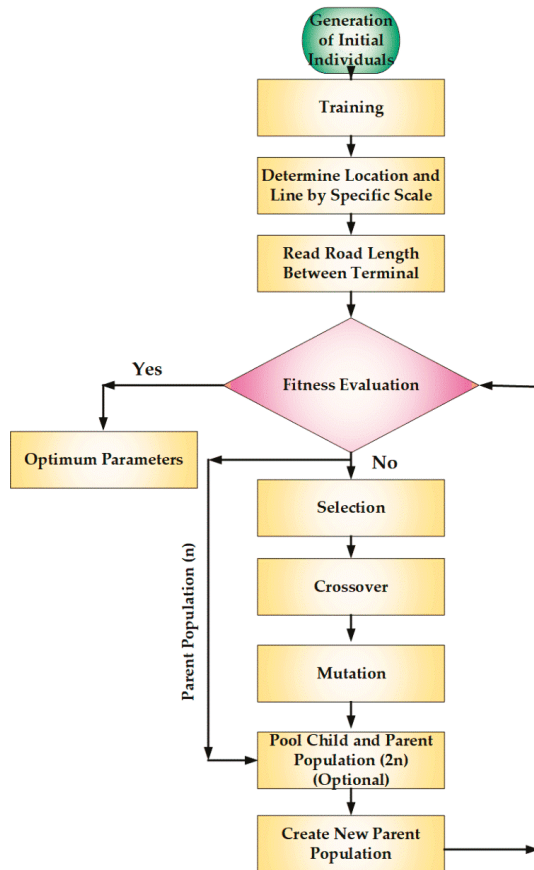 Generation
of Initial
Individuals
Training
Determine Location and
Line by Specific Scale
Read Road Length
Between Terminal
Yes
Fitness Evaluation
Optimum Parameters
No
Selection
Crossover
Parent Population (n)
Mutation
Pool Child and Parent
Population (2n)
(Optional)
Create New Parent
Population